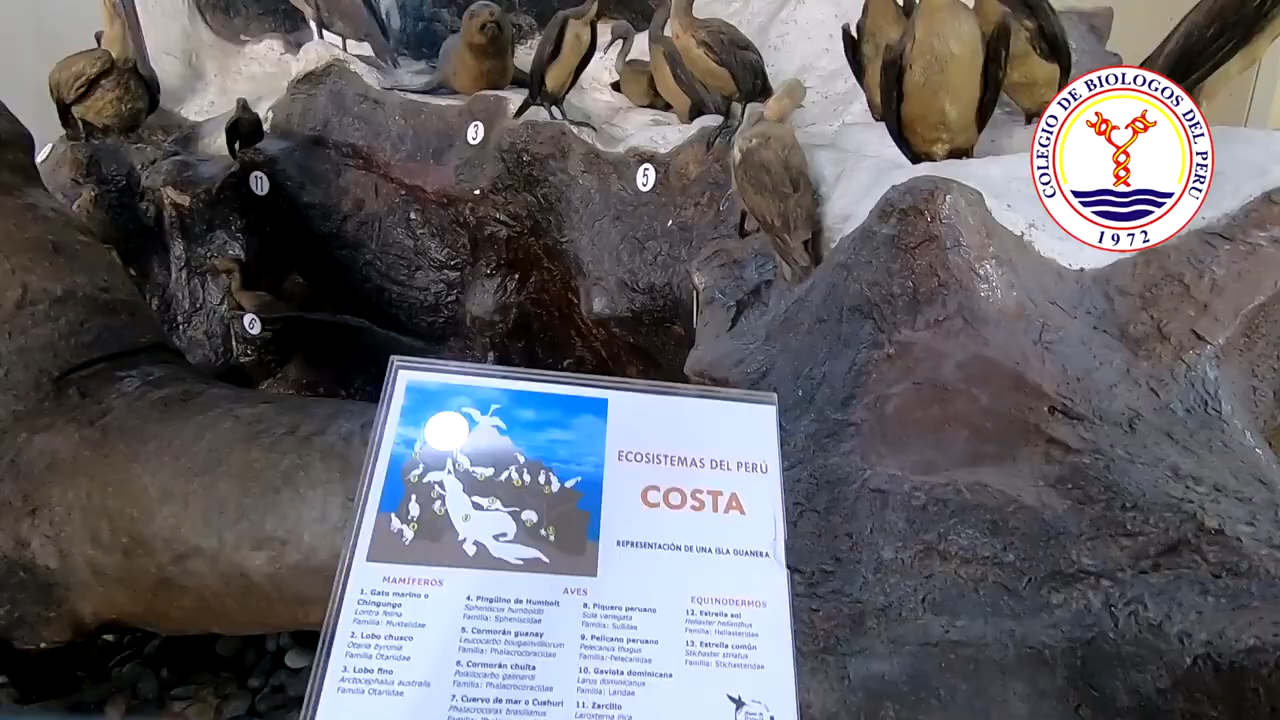 COLEGIO DE BIOLOGOS DEL PERU
1972
3
5
11
6
ECOSISTEMAS DEL PERÚ
COSTA
REPRESENTACIÓN DE UNA ISLA GUANERA
MAMÍFEROS
1. Gato marino o
Chingungo
Lontra felina
Familia: Mustelidae
2. Lobo chusco
Otaria byronia
Familia Otariidae
3. Lobo fino
Arctocephalus australis
Familia Otariidae
AVES
4. Pingüino de Humbolt
Spheniscus humboldti
Familia: Spheniscidae
5. Cormorán guanay
Leucocarbo bougainvilliorum
Familia: Phalacrocoracidae
6. Cormorán chuita
Poikilocarbo gaimardi
Familia: Phalacrocoracidae
7. Cuervo de mar o Cushuri
Phalacrocorax brasilianus
8. Piquero peruano
Sula variegata
Familia: Sulidae
9. Pelícano peruano
Pelecanus thagus
Familia: Pelecanidae
10. Gaviota dominicana
Larus dominicanus
Familia: Laridae
11. Zarcillo
Larosterna inca
EQUINODERMOS
12. Estrella sol
Heliaster helianthus
Familia: Heliasteridae
13. Estrella común
Stichaster striatus
Familia: Stichasteridae